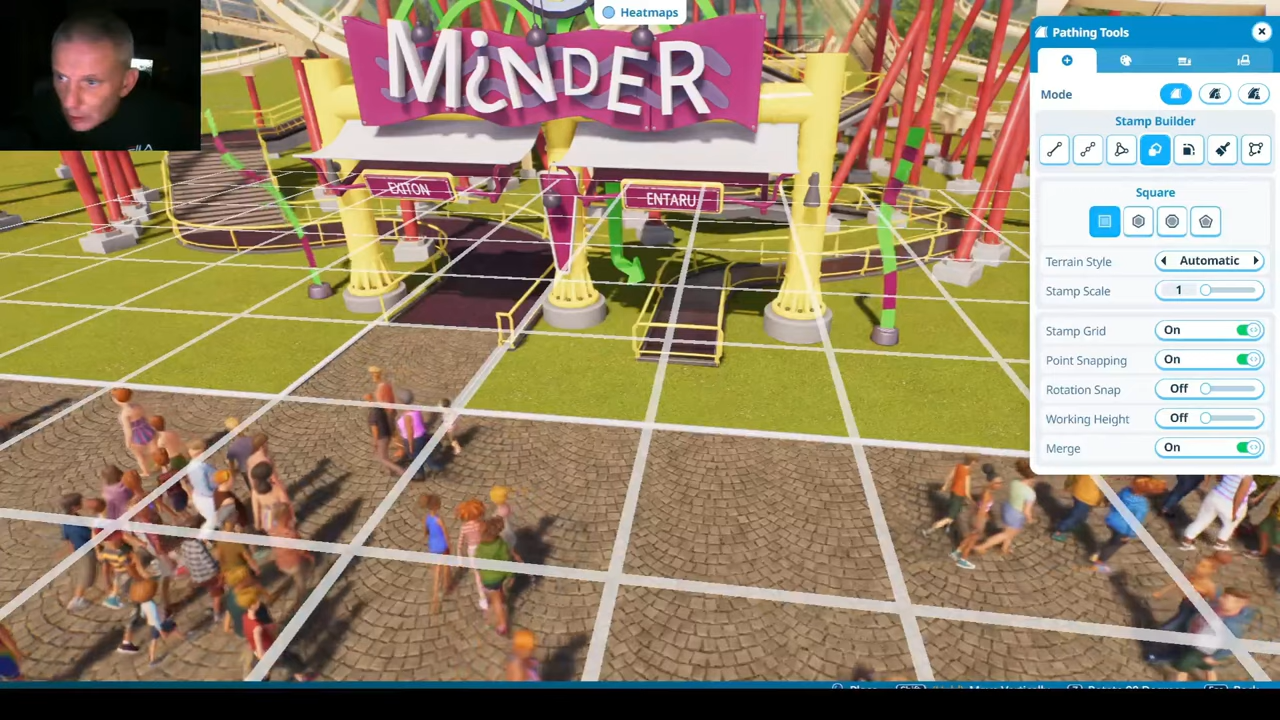 Heatmaps
Pathing Tools
MiNDER
Mode
Stamp Builder
EXITON
ENTARU
Square
Terrain Style
Automatic
Stamp Scale
1
Stamp Grid
On
Point Snapping
On
Rotation Snap
Off
Working Height
Off
Merge
On